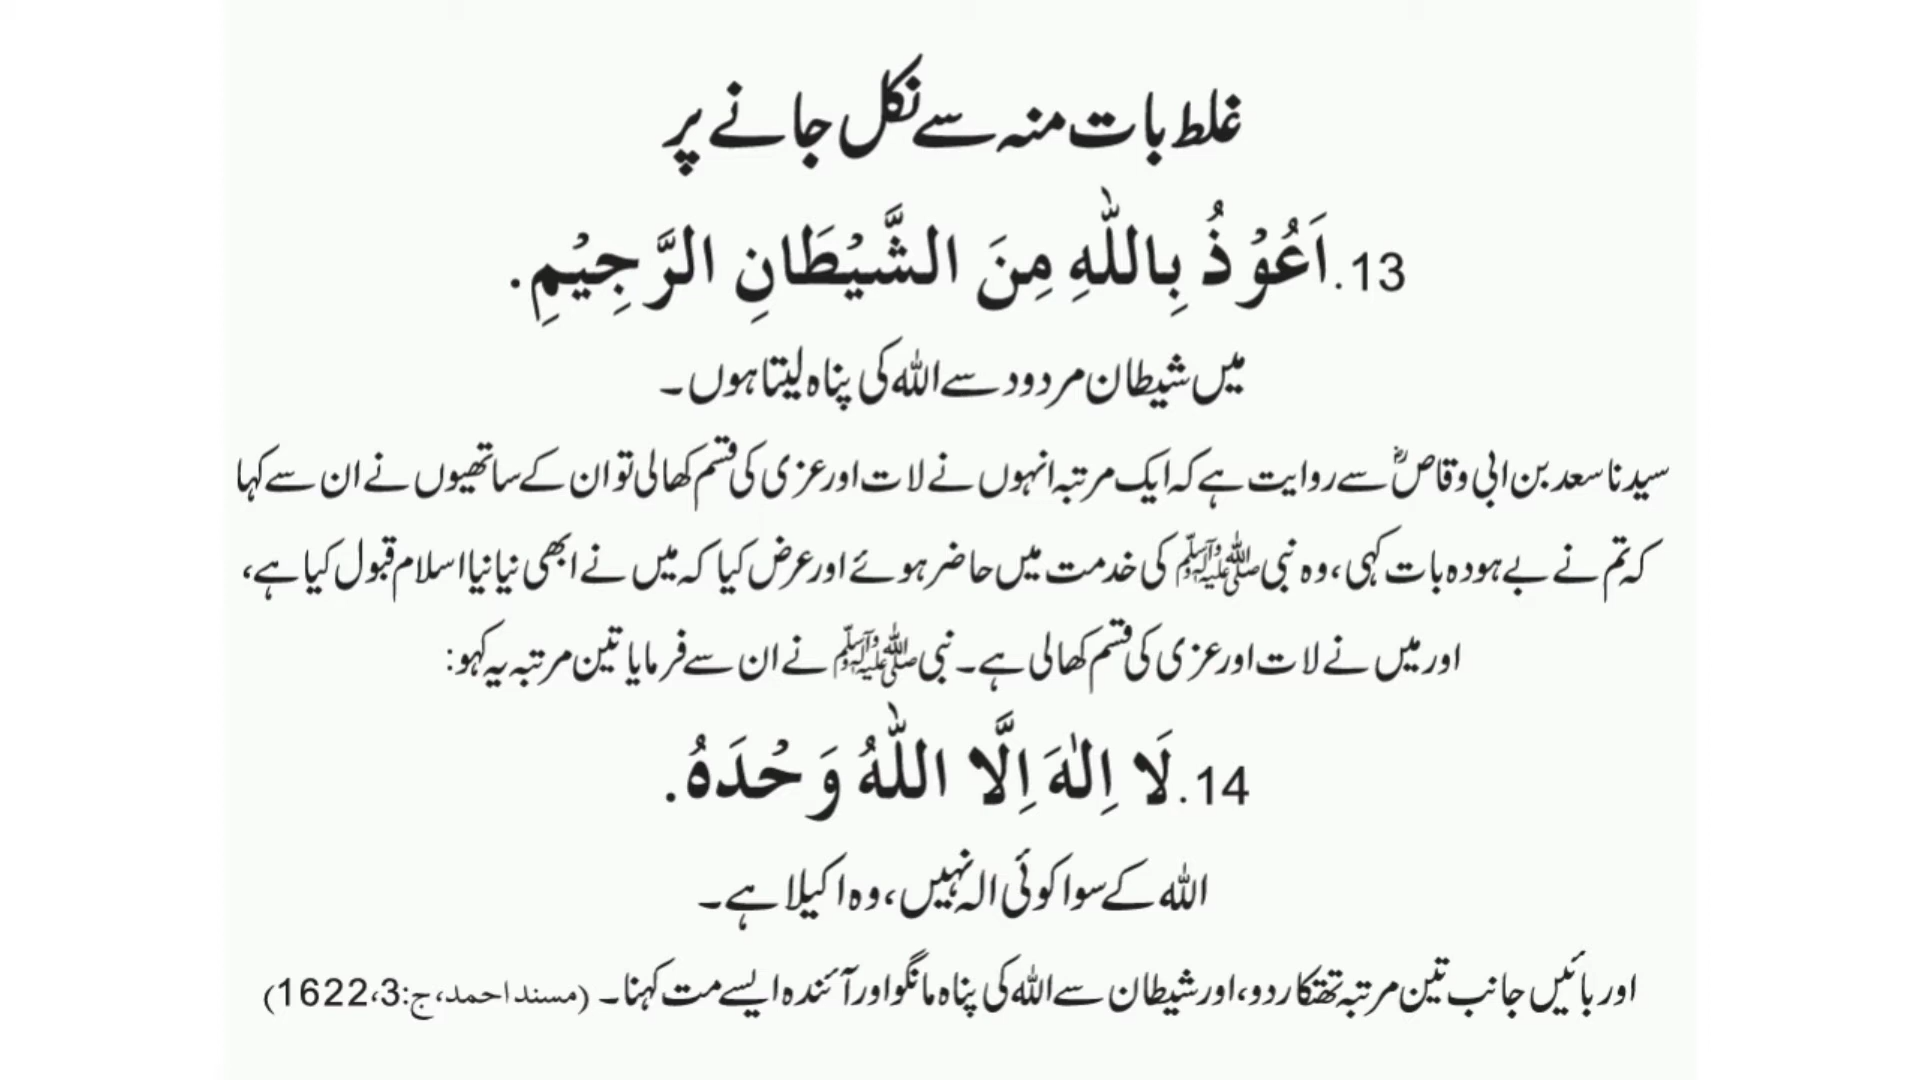 غلط بات منہ سے نکل جانے پر
13. اَعُوْذُ بِاللّٰهِ مِنَ الشَّيْطَانِ الرَّجِيْمِ.
میں شیطان مردود سے اللہ کی پناہ لیتا ہوں۔
سیدنا سعد بن ابی وقاصؓ سے روایت ہے کہ ایک مرتبہ انہوں نے لات اور عزی کی قسم کھالی تو ان کے ساتھیوں نے ان سے کہا
کہ تم نے بے ہودہ بات کہی، وہ نبی ﷺ کی خدمت میں حاضر ہوئے اور عرض کیا کہ میں نے ابھی نیا نیا اسلام قبول کیا ہے،
اور میں نے لات اور عزی کی قسم کھالی ہے۔ نبی ﷺ نے ان سے فرمایا تین مرتبہ یہ کہو:
14. لَا اِلٰهَ اِلَّا اللّٰهُ وَحْدَهُ.
اللہ کے سوا کوئی الہ نہیں، وہ اکیلا ہے۔
اور بائیں جانب تین مرتبہ تھتکار دو، اور شیطان سے اللہ کی پناہ مانگو اور آئندہ ایسے مت کہنا۔ (مسند احمد، ج:3، 1622)